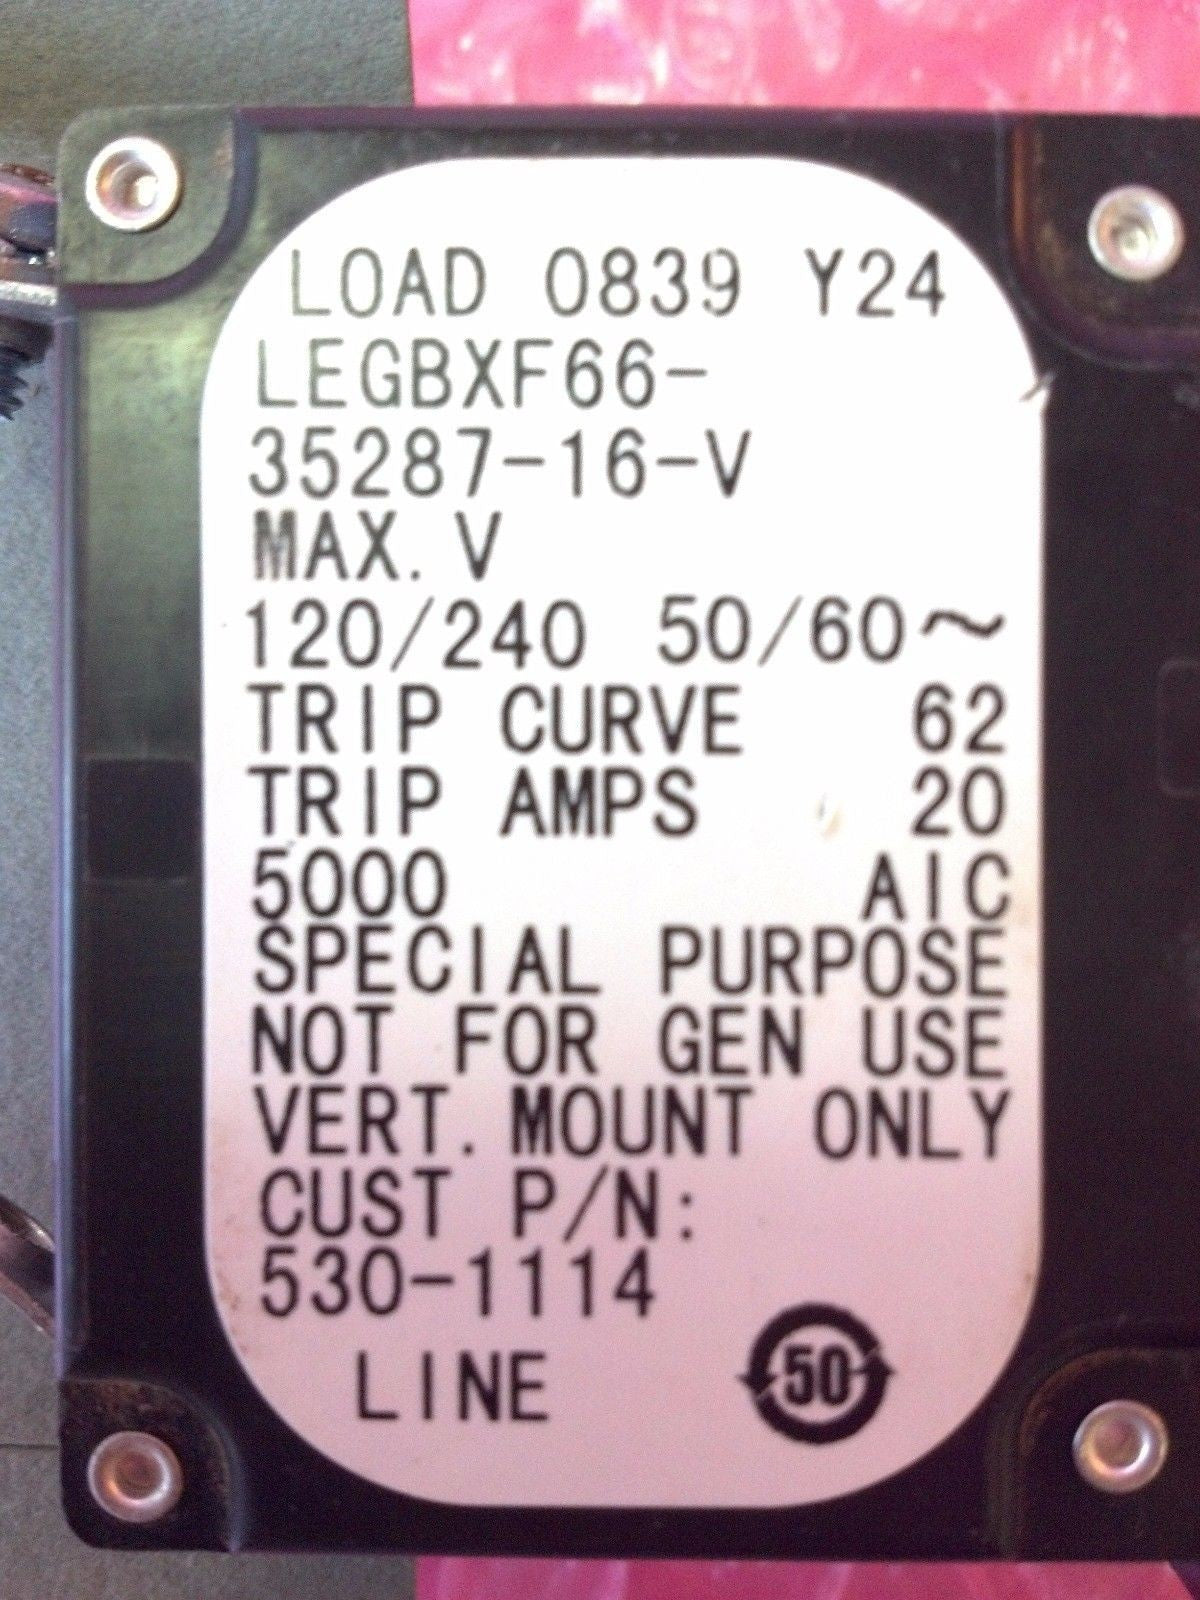 LOAD 0839 Y24
LEGBXF66-
35287-16-V
MAX. V
120/240 50/60~
TRIP CURVE 62
TRIP AMPS 20
5000 AIC
SPECIAL PURPOSE
NOT FOR GEN USE
VERT. MOUNT ONLY
CUST P/N:
530-1114
LINE
50